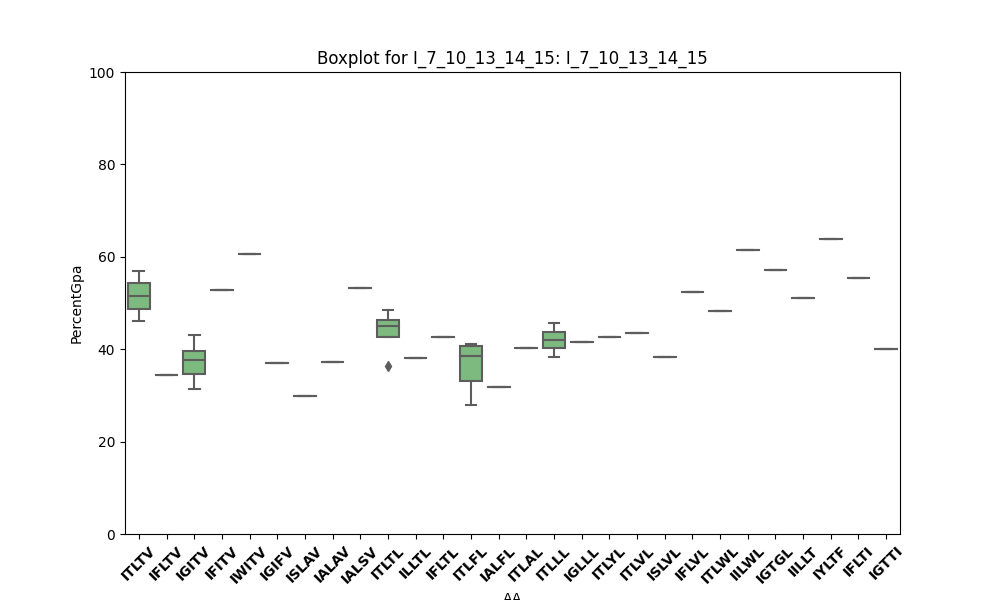 Boxplot for I_7_10_13_14_15: I_7_10_13_14_15
100
80
60
40
20
0
PercentGpa
ITLTV
IFLTV
IGITV
IFITV
IWITV
IGIFV
ISLAV
IALAV
IALSV
ITLTL
ILLTL
IFLTL
ITLFL
IALFL
ITLAL
ITLLL
IGLLL
ITLYL
ITLVL
ISLVL
IFLVL
ITLWL
IILWL
IGTGL
IILLT
IYLTF
IFLTI
IGTTI
AA